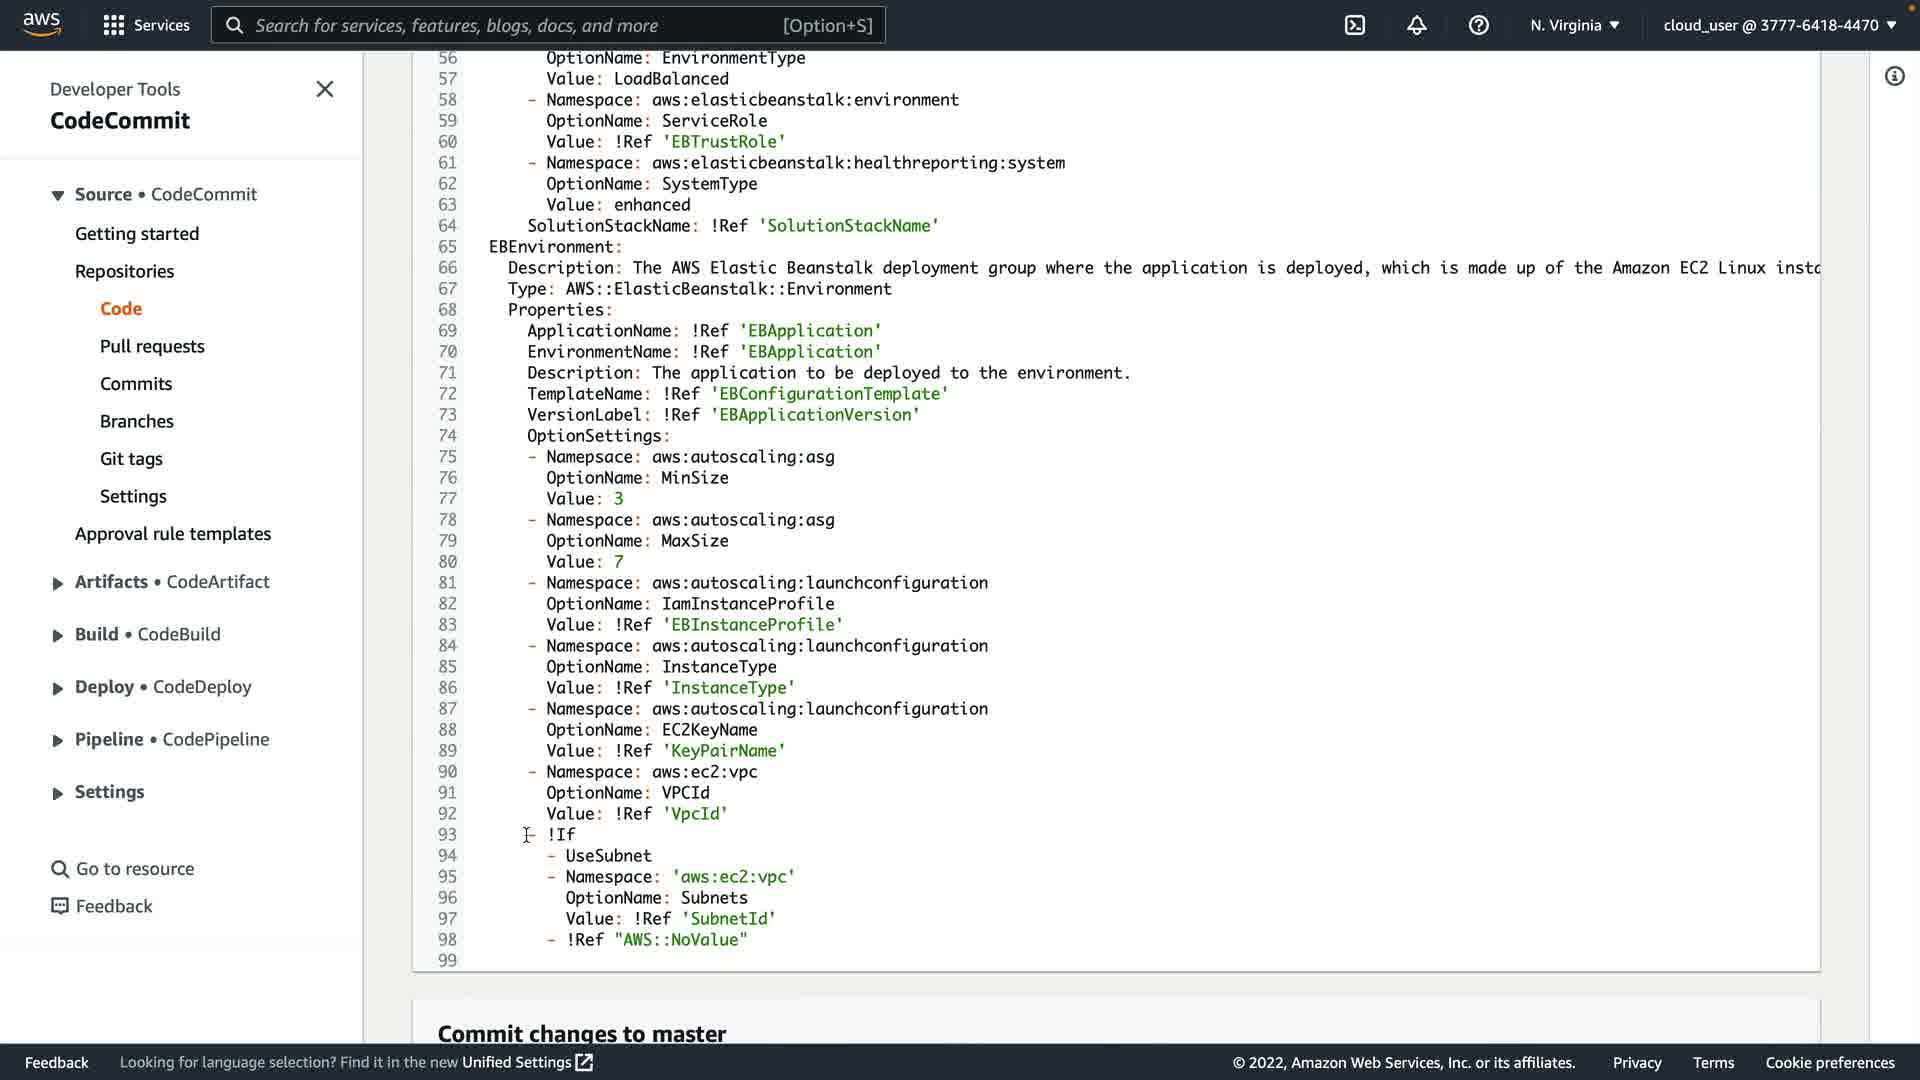 aws
Services
Search for services, features, blogs, docs, and more [Option+S]
N. Virginia
cloud_user @ 3777-6418-4470
Developer Tools
CodeCommit
Source • CodeCommit
Getting started
Repositories
Code
Pull requests
Commits
Branches
Git tags
Settings
Approval rule templates
Artifacts • CodeArtifact
Build • CodeBuild
Deploy • CodeDeploy
Pipeline • CodePipeline
Settings
Go to resource
Feedback
56 OptionName: EnvironmentType
57 Value: LoadBalanced
58 - Namespace: aws:elasticbeanstalk:environment
59 OptionName: ServiceRole
60 Value: !Ref 'EBTrustRole'
61 - Namespace: aws:elasticbeanstalk:healthreporting:system
62 OptionName: SystemType
63 Value: enhanced
64 SolutionStackName: !Ref 'SolutionStackName'
65 EBEnvironment:
66 Description: The AWS Elastic Beanstalk deployment group where the application is deployed, which is made up of the Amazon EC2 Linux insta
67 Type: AWS::ElasticBeanstalk::Environment
68 Properties:
69 ApplicationName: !Ref 'EBApplication'
70 EnvironmentName: !Ref 'EBApplication'
71 Description: The application to be deployed to the environment.
72 TemplateName: !Ref 'EBConfigurationTemplate'
73 VersionLabel: !Ref 'EBApplicationVersion'
74 OptionSettings:
75 - Namepsace: aws:autoscaling:asg
76 OptionName: MinSize
77 Value: 3
78 - Namespace: aws:autoscaling:asg
79 OptionName: MaxSize
80 Value: 7
81 - Namespace: aws:autoscaling:launchconfiguration
82 OptionName: IamInstanceProfile
83 Value: !Ref 'EBInstanceProfile'
84 - Namespace: aws:autoscaling:launchconfiguration
85 OptionName: InstanceType
86 Value: !Ref 'InstanceType'
87 - Namespace: aws:autoscaling:launchconfiguration
88 OptionName: EC2KeyName
89 Value: !Ref 'KeyPairName'
90 - Namespace: aws:ec2:vpc
91 OptionName: VPCId
92 Value: !Ref 'VpcId'
93 - !If
94 - UseSubnet
95 - Namespace: 'aws:ec2:vpc'
96 OptionName: Subnets
97 Value: !Ref 'SubnetId'
98 - !Ref "AWS::NoValue"
99
Commit changes to master
Feedback
Looking for language selection? Find it in the new Unified Settings
© 2022, Amazon Web Services, Inc. or its affiliates.
Privacy
Terms
Cookie preferences